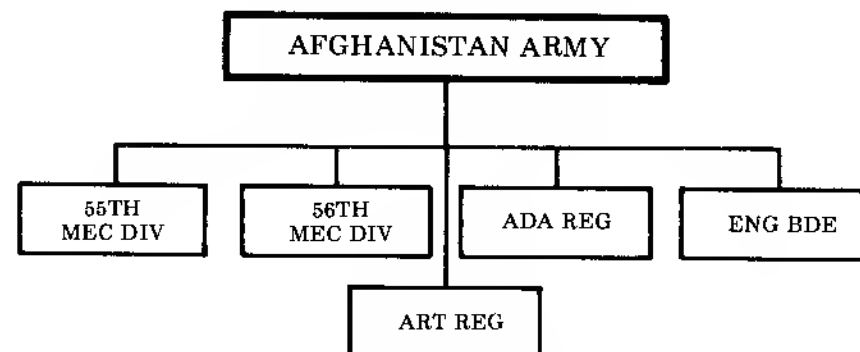 AFGHANISTAN ARMY
55TH
MEC DIV
56TH
MEC DIV
ADA REG
ENG BDE
ART REG